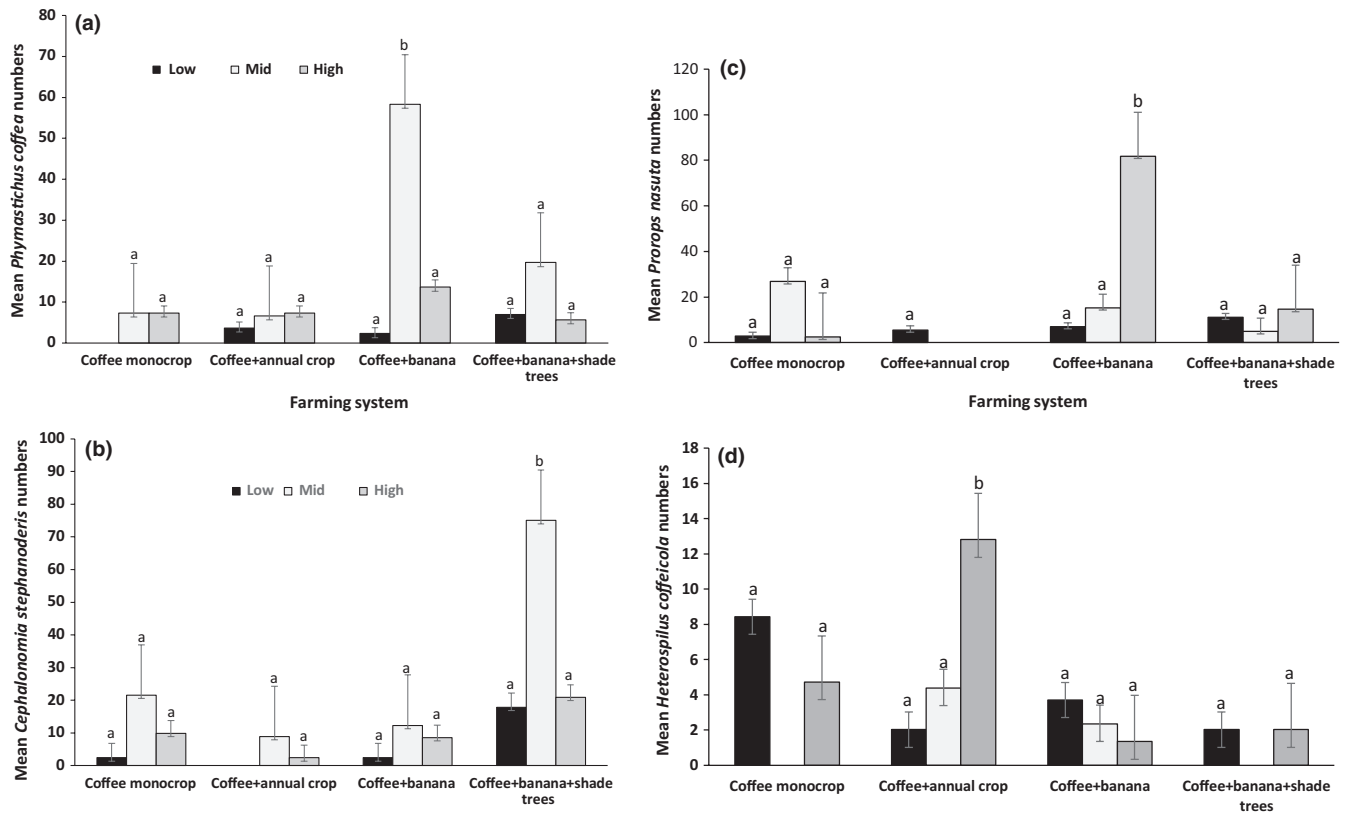 (a)
Mean Phymastichus coffea numbers
80
70
60
50
40
30
20
10
0
Low Mid High
a a
a a a
a b a
a a a
Coffee monocrop Coffee+annual crop Coffee+banana Coffee+banana+shade
trees
Farming system
(c)
Mean Prorops nasuta numbers
120
100
80
60
40
20
0
a a a
a
a a b
a a a
Coffee monocrop Coffee+annual crop Coffee+banana Coffee+banana+shade
trees
Farming system
(b)
Mean Cephalonomia stephanoderis numbers
100
90
80
70
60
50
40
30
20
10
0
Low Mid High
a a a
a a
a a a
a b a
Coffee monocrop Coffee+annual crop Coffee+banana Coffee+banana+shade
trees
(d)
Mean Heterospilus coffeicola numbers
18
16
14
12
10
8
6
4
2
0
a a
a a b
a a a
a a
Coffee monocrop Coffee+annual crop Coffee+banana Coffee+banana+shade
trees